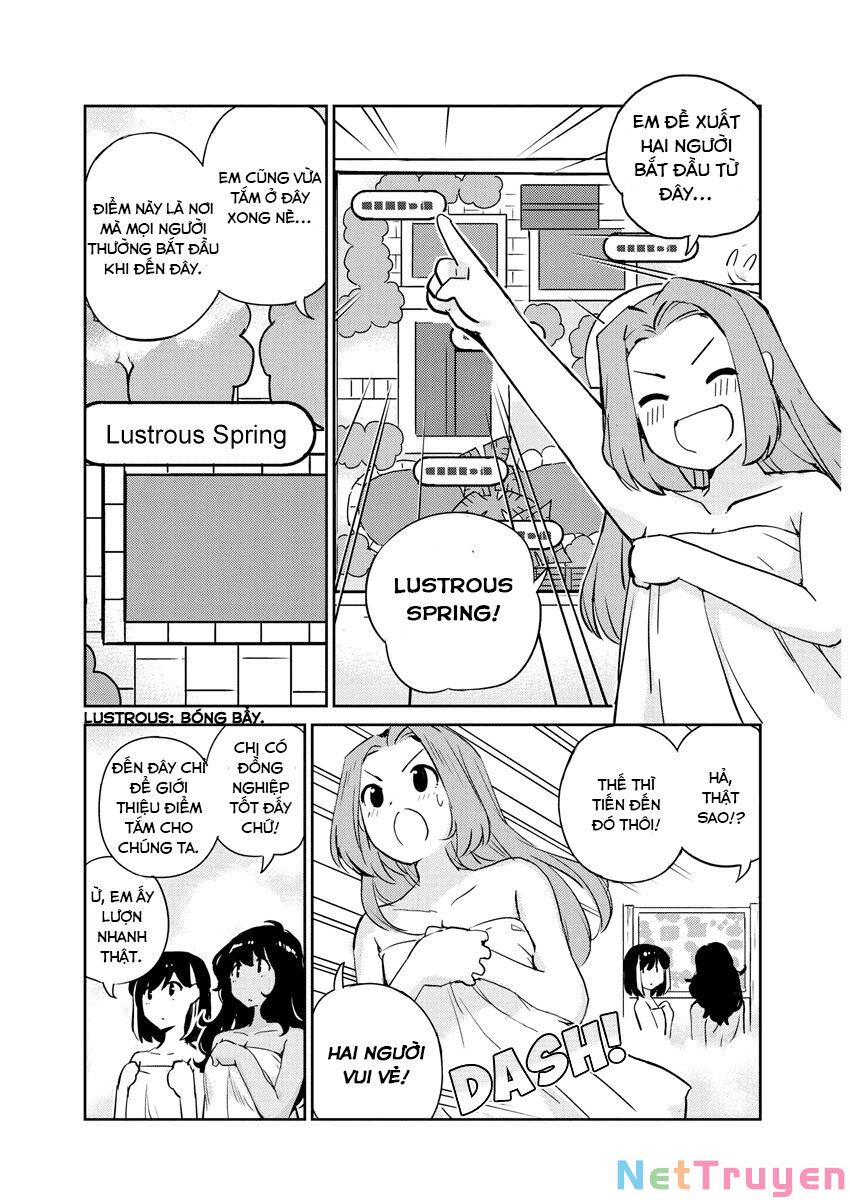 EM ĐỀ XUẤT
HAI NGƯỜI
BẮT ĐẦU TỪ
ĐÂY...
LUSTROUS
SPRING!
EM CŨNG VỪA
TẮM Ở ĐÂY
XONG NÈ...
ĐIỂM NÀY LÀ NƠI
MÀ MỌI NGƯỜI
THƯỜNG BẮT ĐẦU
KHI ĐẾN ĐÂY.
Lustrous Spring
LUSTROUS: BÓNG BẨY.
HẢ,
THẬT
SAO!?
THẾ THÌ
TIẾN ĐẾN
ĐÓ THÔI!
HAI NGƯỜI
VUI VẺ!
DASH!
CHỊ CÓ
ĐỒNG
NGHIỆP
TỐT ĐẤY
CHỨ!
ĐẾN ĐÂY CHỈ
ĐỂ GIỚI
THIỆU ĐIỂM
TẮM CHO
CHÚNG TA.
Ừ, EM ẤY
LƯỢN
NHANH
THẬT.
NetTruyen